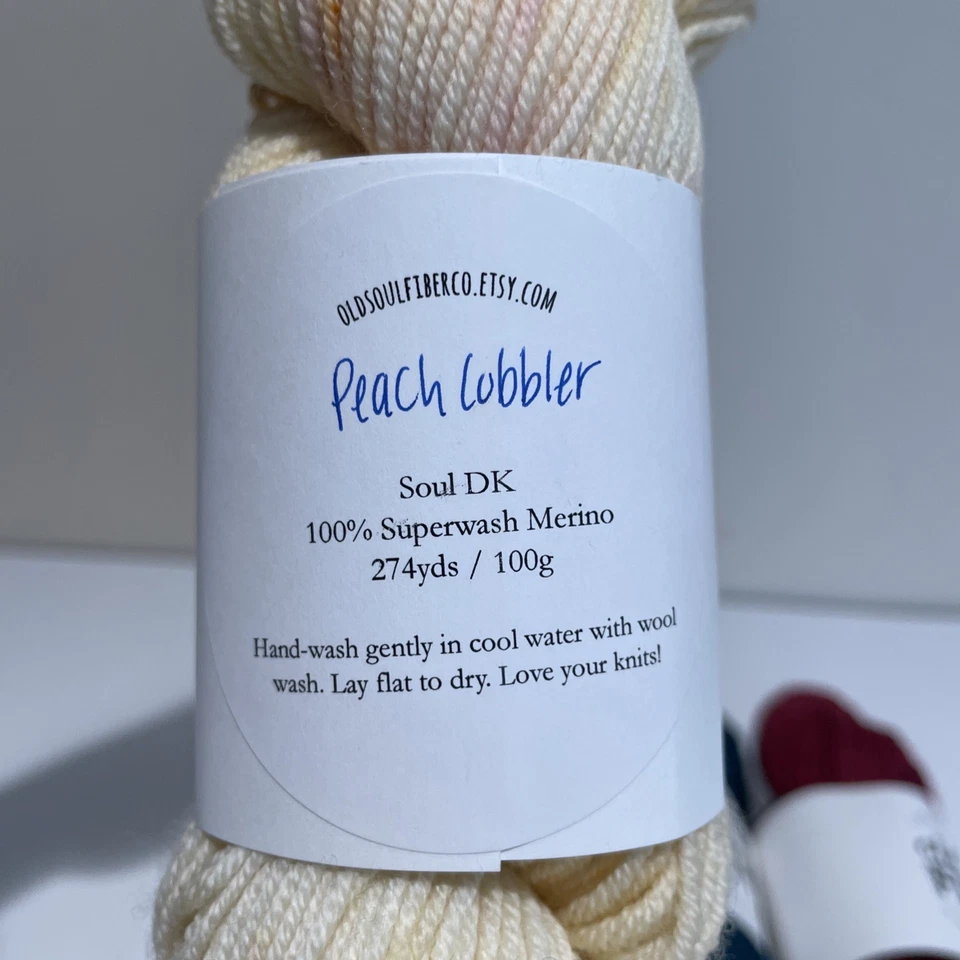 OLDSOULFIBERCO.ETSY.COM
Peach Cobbler
Soul DK
100% Superwash Merino
274yds / 100g
Hand-wash gently in cool water with wool
wash. Lay flat to dry. Love your knits!